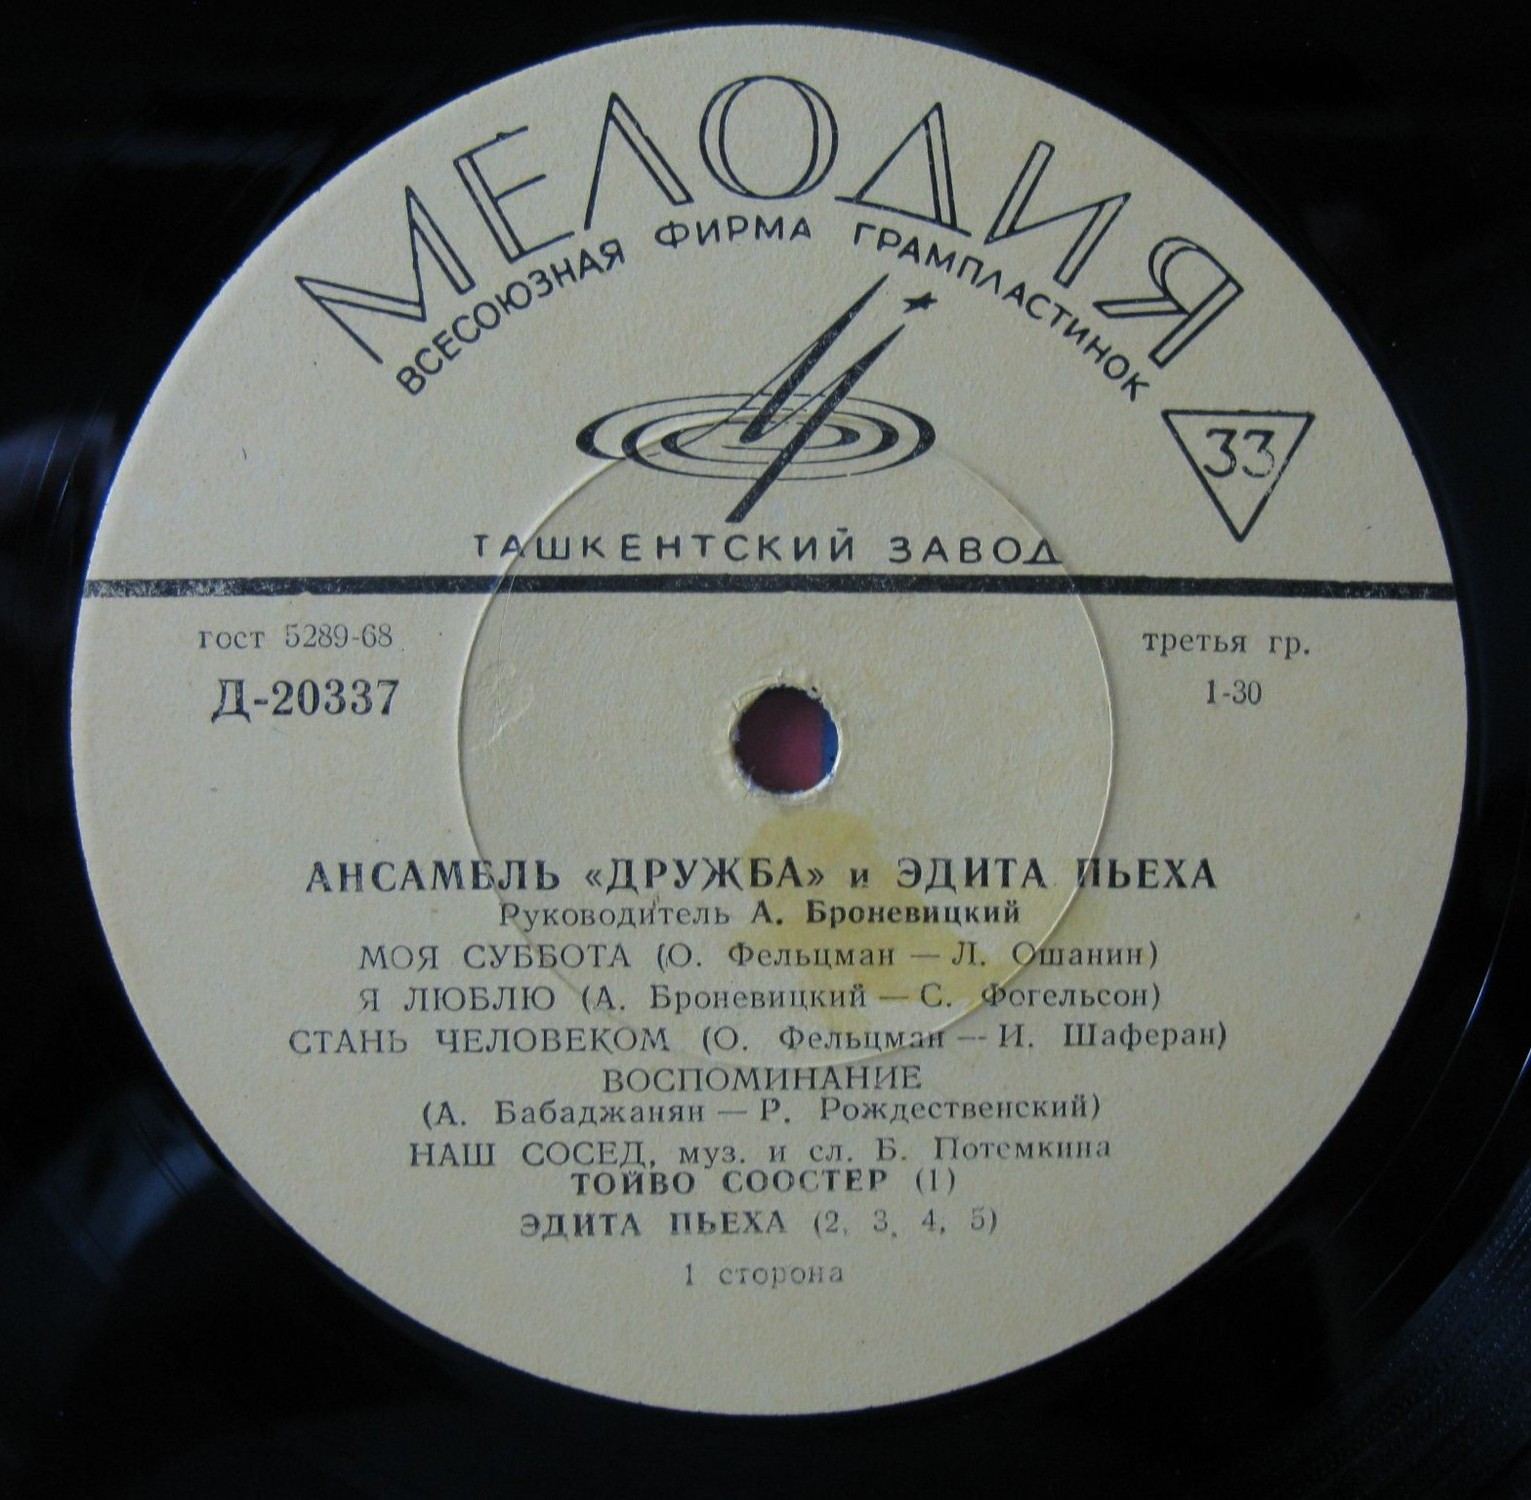 МЕЛОДИЯ
ВСЕСОЮЗНАЯ ФИРМА ГРАМПЛАСТИНОК
33
ТАШКЕНТСКИЙ ЗАВОД
гост 5289-68
третья гр.
Д-20337
1-30
АНСАМБЛЬ «ДРУЖБА» и ЭДИТА ПЬЕХА
Руководитель А. Броневицкий
МОЯ СУББОТА (О. Фельцман — Л. Ошанин)
Я ЛЮБЛЮ (А. Броневицкий — С. Фогельсон)
СТАНЬ ЧЕЛОВЕКОМ (О. Фельцман — И. Шаферан)
ВОСПОМИНАНИЕ
(А. Бабаджанян — Р. Рождественский)
НАШ СОСЕД, муз. и сл. Б. Потемкина
ТОЙВО СООСТЕР (1)
ЭДИТА ПЬЕХА (2, 3, 4, 5)
1 сторона